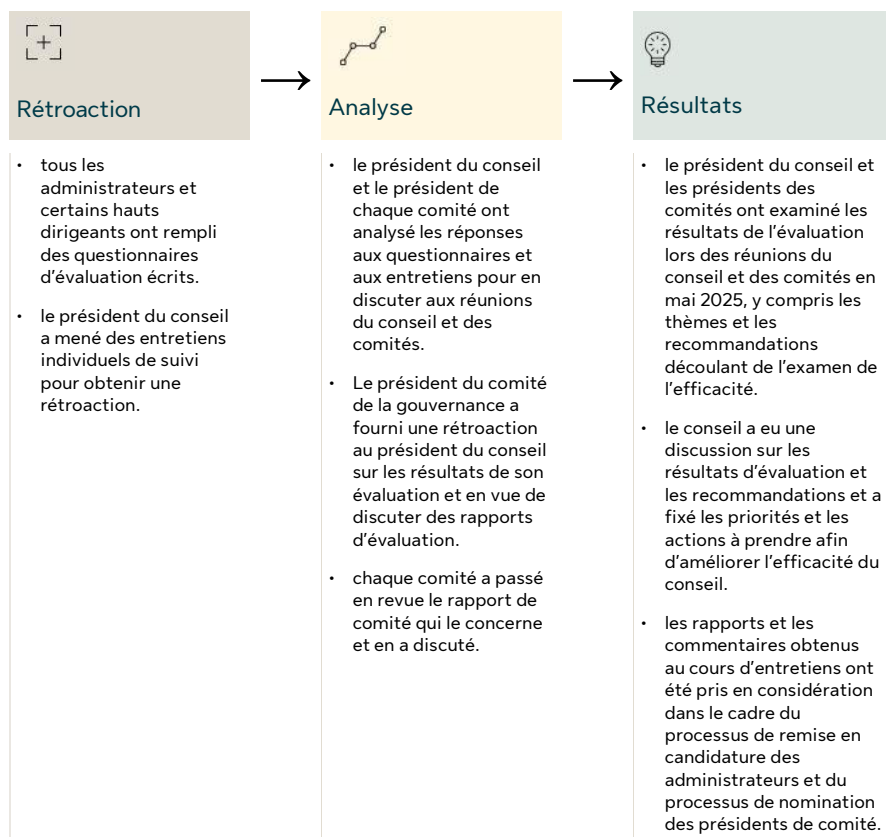 Rétroaction
• tous les
administrateurs et
certains hauts
dirigeants ont rempli
des questionnaires
d'évaluation écrits.
• le président du conseil
a mené des entretiens
individuels de suivi
pour obtenir une
rétroaction.
Analyse
• le président du conseil
et le président de
chaque comité ont
analysé les réponses
aux questionnaires et
aux entretiens pour en
discuter aux réunions
du conseil et des
comités.
• Le président du comité
de la gouvernance a
fourni une rétroaction
au président du conseil
sur les résultats de son
évaluation et en vue de
discuter des rapports
d'évaluation.
• chaque comité a passé
en revue le rapport de
comité qui le concerne
et en a discuté.
Résultats
• le président du conseil et
les présidents des
comités ont examiné les
résultats de l'évaluation
lors des réunions du
conseil et des comités en
mai 2025, y compris les
thèmes et les
recommandations
découlant de l'examen de
l'efficacité.
• le conseil a eu une
discussion sur les
résultats d'évaluation et
les recommandations et a
fixé les priorités et les
actions à prendre afin
d'améliorer l'efficacité du
conseil.
• les rapports et les
commentaires obtenus
au cours d'entretiens ont
été pris en considération
dans le cadre du
processus de remise en
candidature des
administrateurs et du
processus de nomination
des présidents de comité.